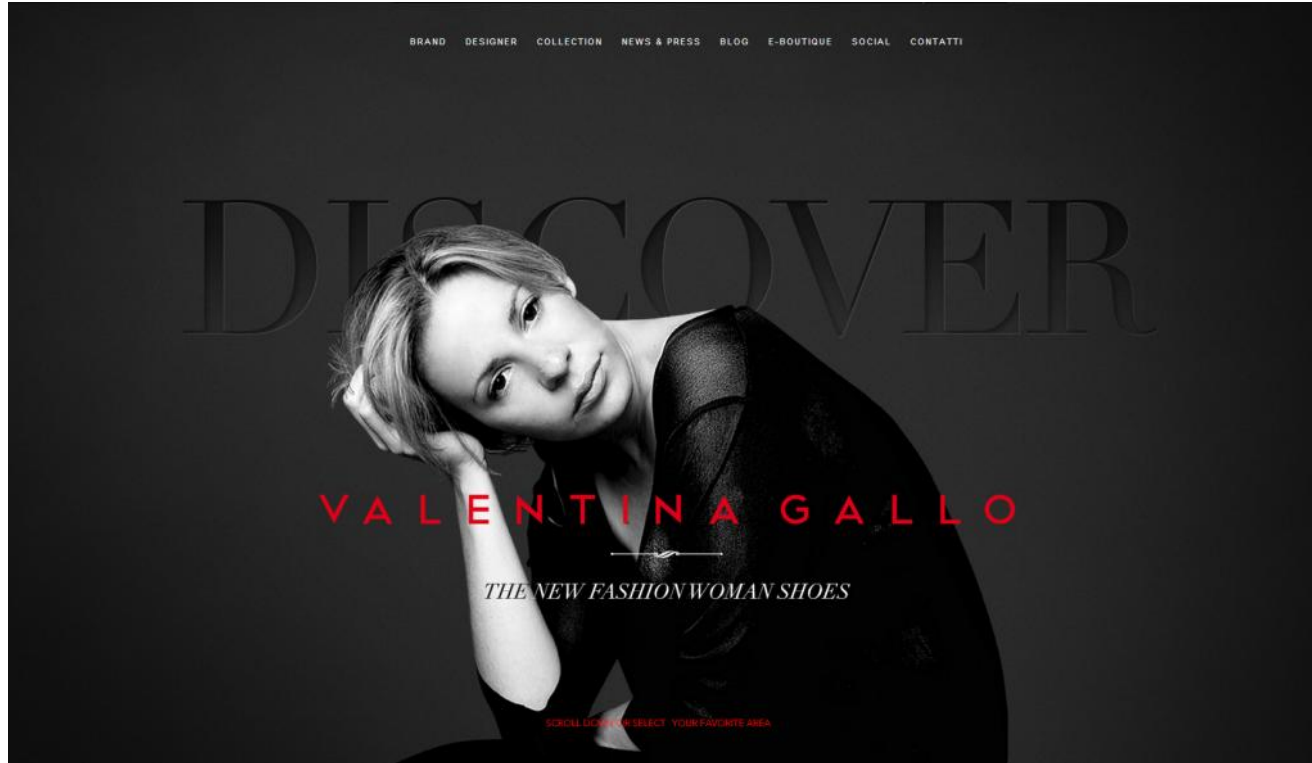 BRAND DESIGNER COLLECTION NEWS & PRESS BLOG E-BOUTIQUE SOCIAL CONTATTI
DISCOVER
VALENTINA GALLO
THE NEW FASHION WOMAN SHOES
SCROLL DOWN OR SELECT YOUR FAVORITE AREA